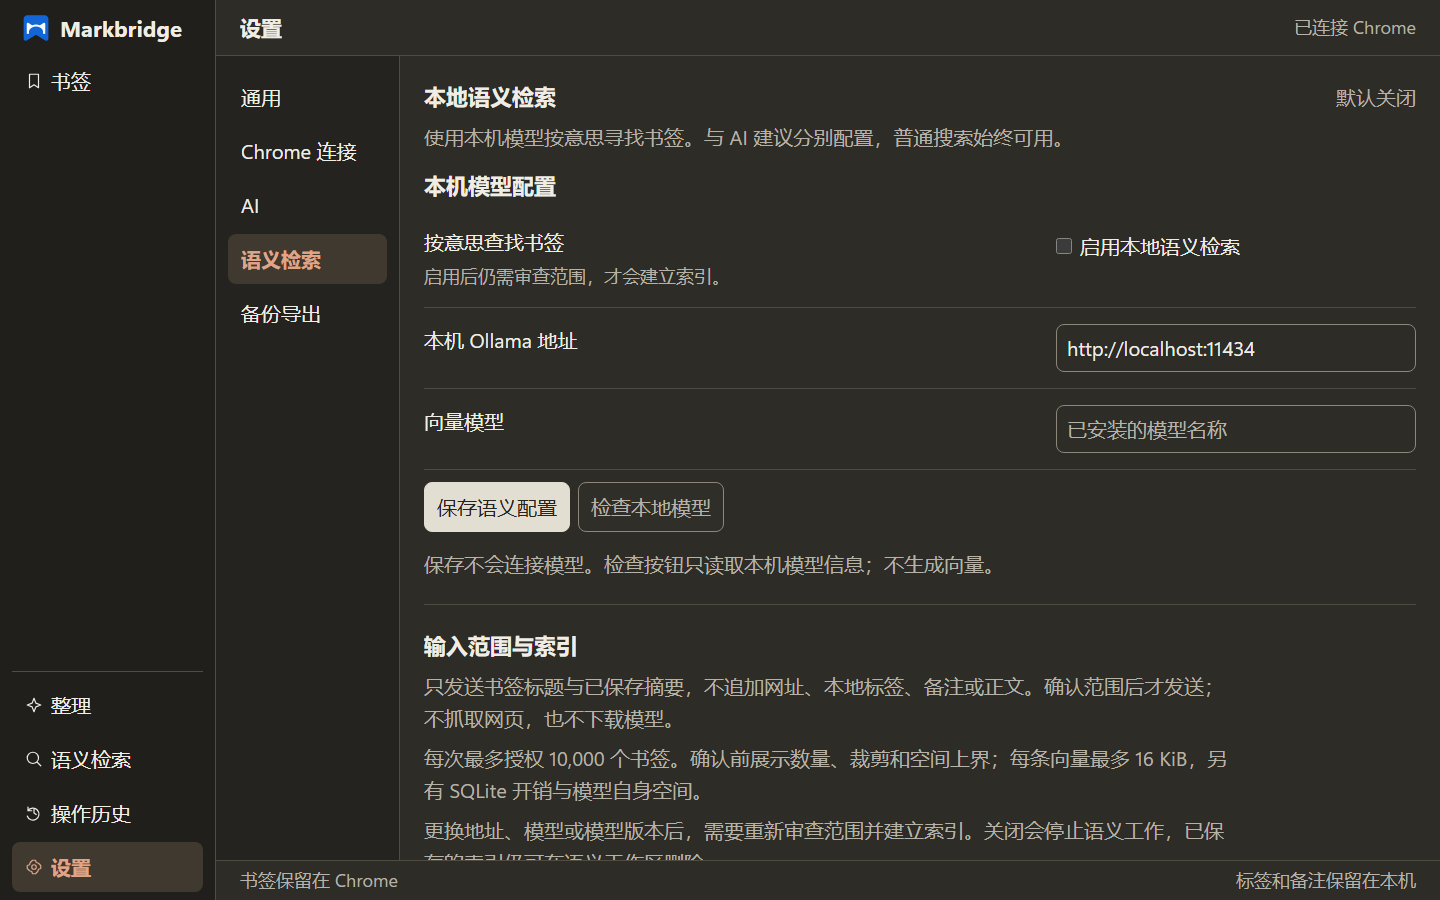 Markbridge
书签
整理
语义检索
操作历史
设置
设置
已连接 Chrome
通用
Chrome 连接
AI
语义检索
备份导出
本地语义检索
默认关闭
使用本机模型按意思寻找书签。与 AI 建议分别配置，普通搜索始终可用。
本机模型配置
按意思查找书签
启用后仍需审查范围，才会建立索引。
启用本地语义检索
本机 Ollama 地址
http://localhost:11434
向量模型
已安装的模型名称
保存语义配置
检查本地模型
保存不会连接模型。检查按钮只读取本机模型信息；不生成向量。
输入范围与索引
只发送书签标题与已保存摘要，不追加网址、本地标签、备注或正文。确认范围后才发送；
不抓取网页，也不下载模型。
每次最多授权 10,000 个书签。确认前展示数量、裁剪和空间上界；每条向量最多 16 KiB，另
有 SQLite 开销与模型自身空间。
更换地址、模型或模型版本后，需要重新审查范围并建立索引。关闭会停止语义工作，已保
存的索引仍可在语义工作区删除。
书签保留在 Chrome
标签和备注保留在本机